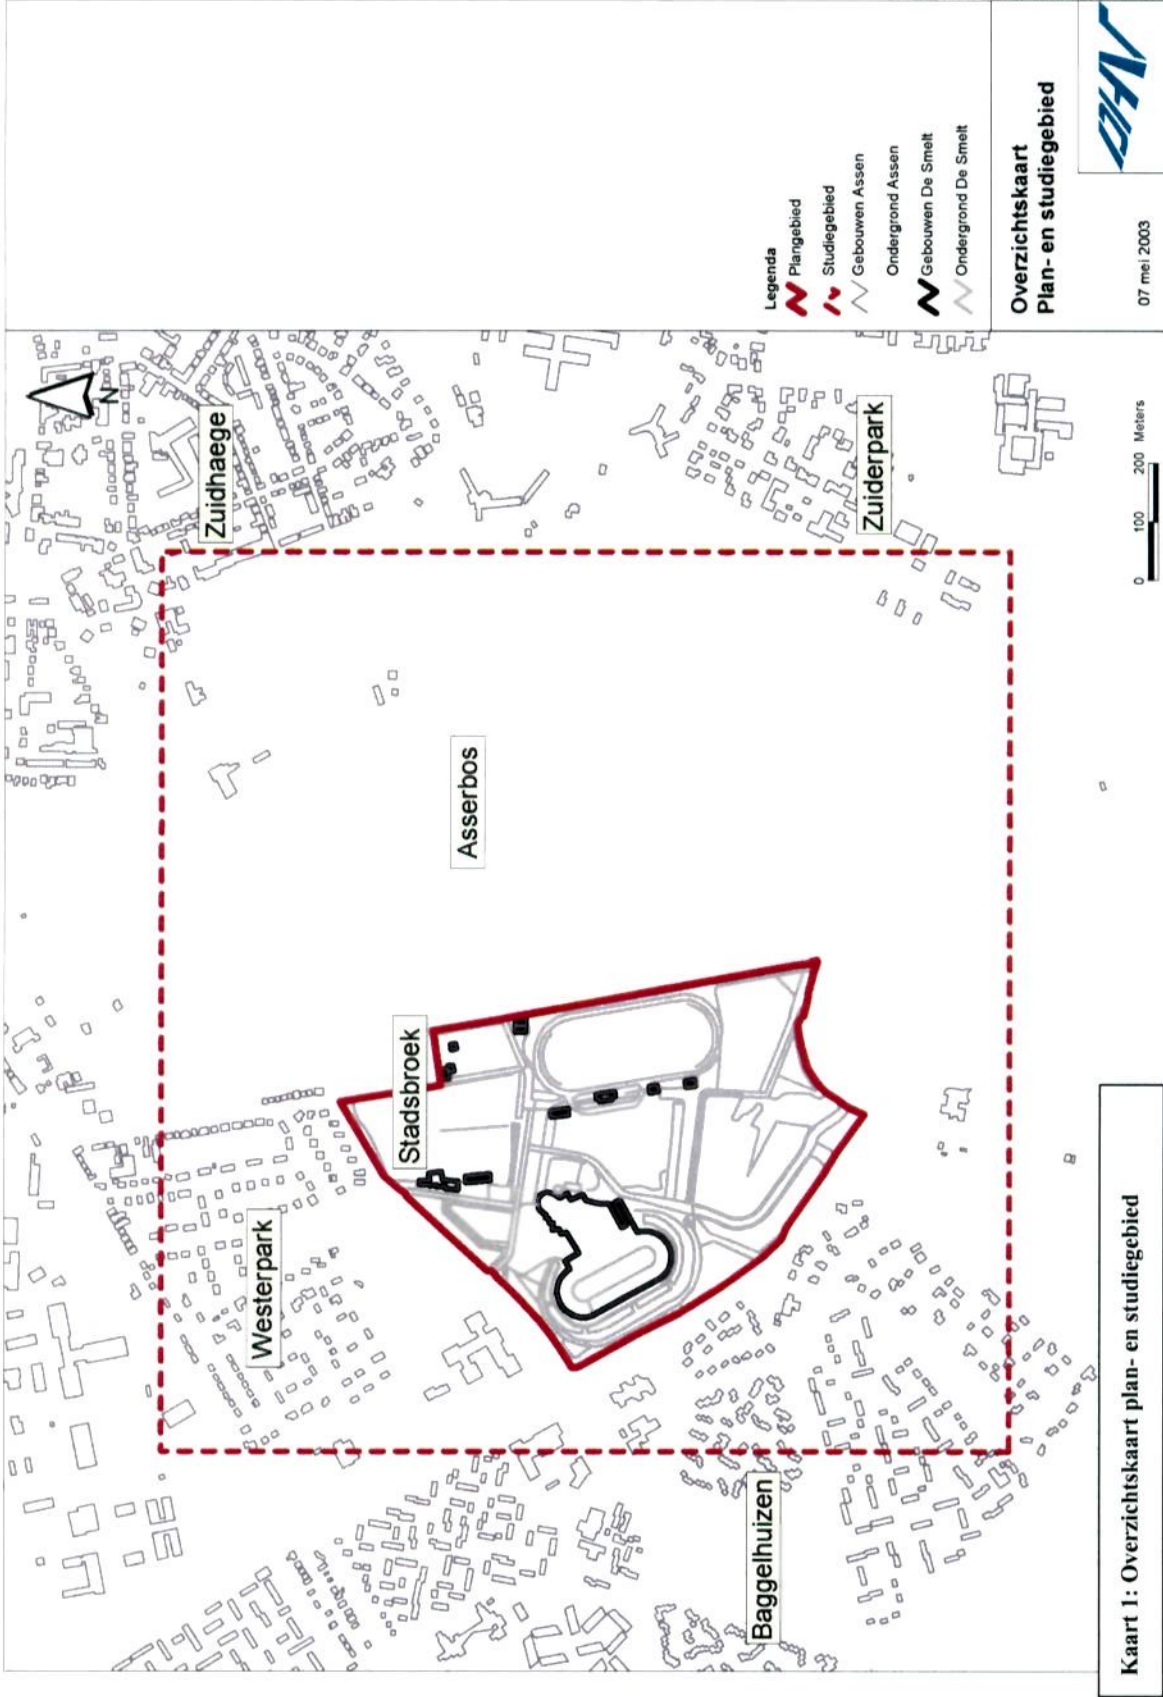 Zuidhaege
Westerpark
Stadsbroek
Asserbos
Baggelhuizen
Zuiderpark
N
Legenda
Plangebied
Studiegebied
Gebouwen Assen
Ondergrond Assen
Gebouwen De Smelt
Ondergrond De Smelt
Overzichtskaart
Plan- en studiegebied
07 mei 2003
0 100 200 Meters
Kaart 1: Overzichtskaart plan- en studiegebied